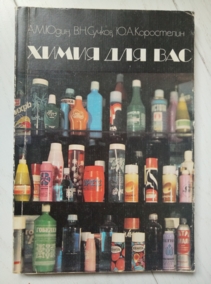 А.М.Юдин, В.Н.Сучков, Ю.А.Коростелин
ХИМИЯ ДЛЯ ВАС